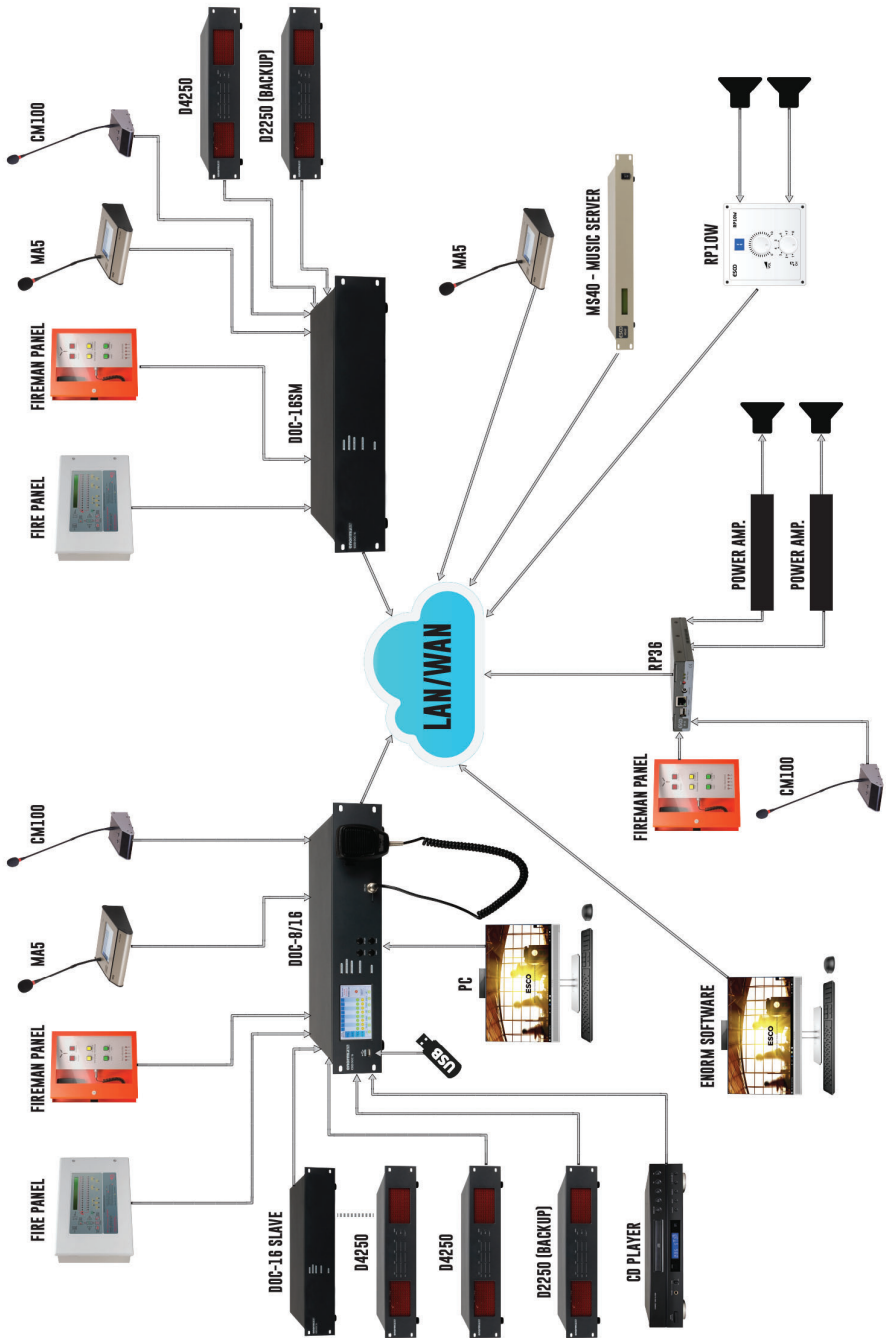 FIRE PANEL
FIREMAN PANEL
MA5
CM100
DOC-16 SLAVE
D4250
D4250
D2250 (BACKUP)
CD PLAYER
DOC-8/16
USB
PC
ESCO
ENORM SOFTWARE
ESCO
LAN/WAN
FIRE PANEL
FIREMAN PANEL
MA5
CM100
D4250
D2250 (BACKUP)
DOC-16SM
MA5
MS40 - MUSIC SERVER
RP10W
ESCO
RP10W
RP36
POWER AMP.
POWER AMP.
FIREMAN PANEL
CM100